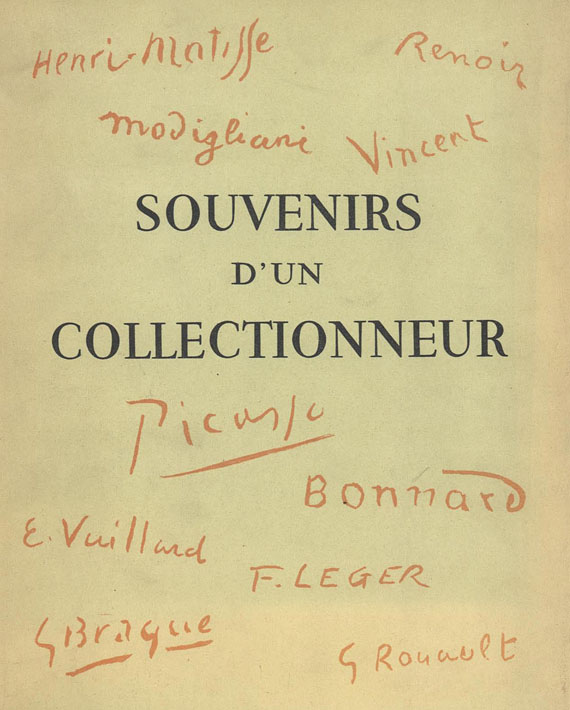 Henri-Matisse
Renoir
Modigliani
Vincent
SOUVENIRS
D'UN
COLLECTIONNEUR
Picasso
Bonnard
E. Vuillard
F. LEGER
G Braque
G Rouault